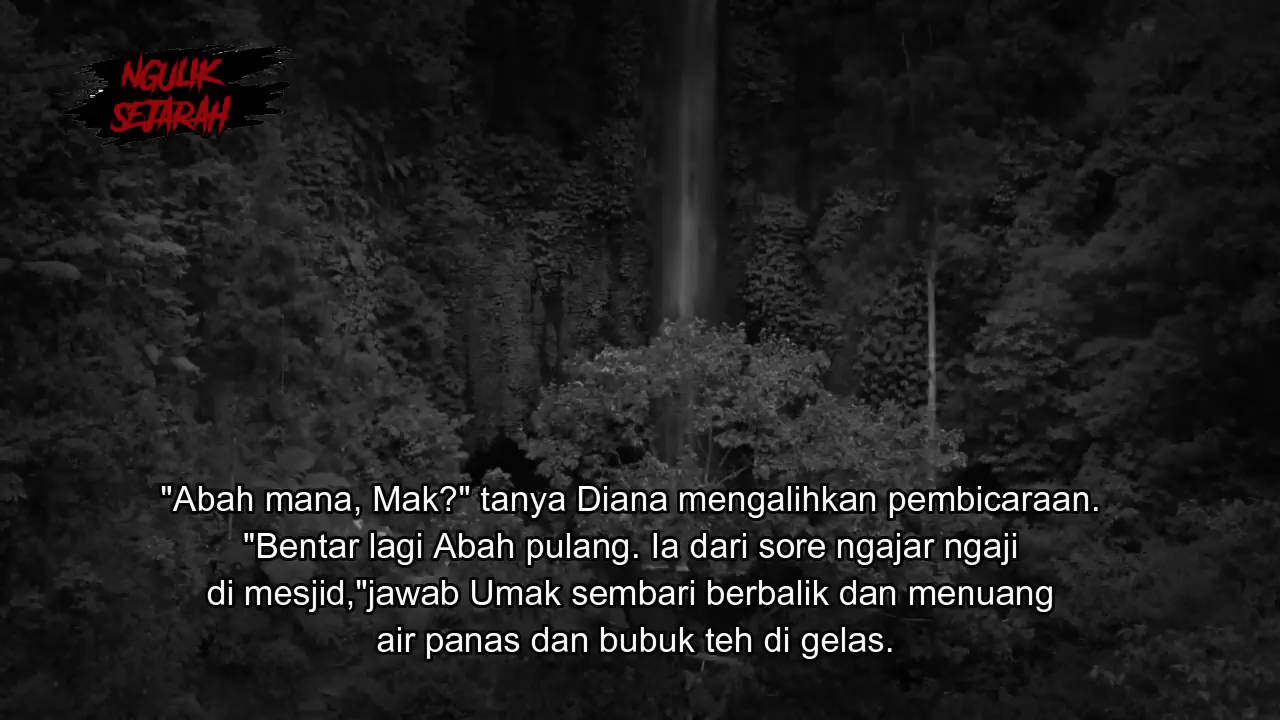 NGULIK
SEJARAH
"Abah mana, Mak?" tanya Diana mengalihkan pembicaraan.
"Bentar lagi Abah pulang. Ia dari sore ngajar ngaji
di mesjid,"jawab Umak sembari berbalik dan menuang
air panas dan bubuk teh di gelas.